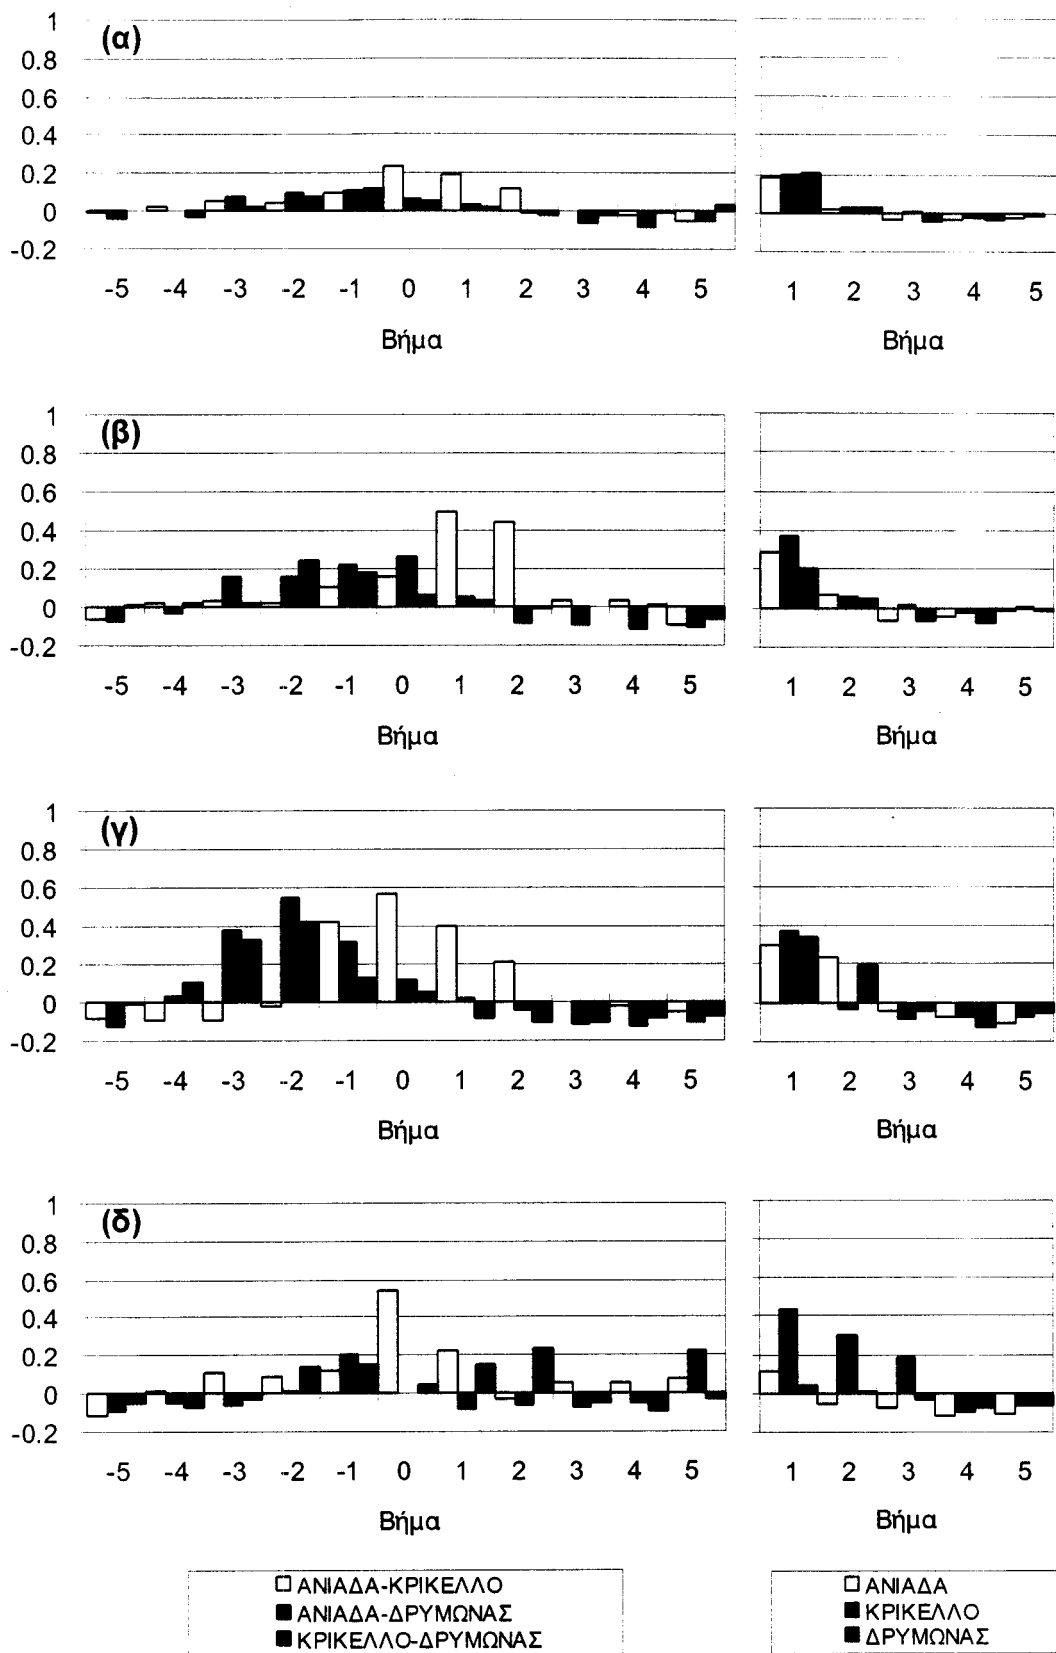 (α)
1
0.8
0.6
0.4
0.2
0
-0.2
-5 -4 -3 -2 -1 0 1 2 3 4 5
1 2 3 4 5
Βήμα
Βήμα
(β)
1
0.8
0.6
0.4
0.2
0
-0.2
-5 -4 -3 -2 -1 0 1 2 3 4 5
1 2 3 4 5
Βήμα
Βήμα
(γ)
1
0.8
0.6
0.4
0.2
0
-0.2
-5 -4 -3 -2 -1 0 1 2 3 4 5
1 2 3 4 5
Βήμα
Βήμα
(δ)
1
0.8
0.6
0.4
0.2
0
-0.2
-5 -4 -3 -2 -1 0 1 2 3 4 5
1 2 3 4 5
Βήμα
Βήμα
ΑΝΙΑΔΑ-ΚΡΙΚΕΛΛΟ
ΑΝΙΑΔΑ-ΔΡΥΜΩΝΑΣ
ΚΡΙΚΕΛΛΟ-ΔΡΥΜΩΝΑΣ
ΑΝΙΑΔΑ
ΚΡΙΚΕΛΛΟ
ΔΡΥΜΩΝΑΣ